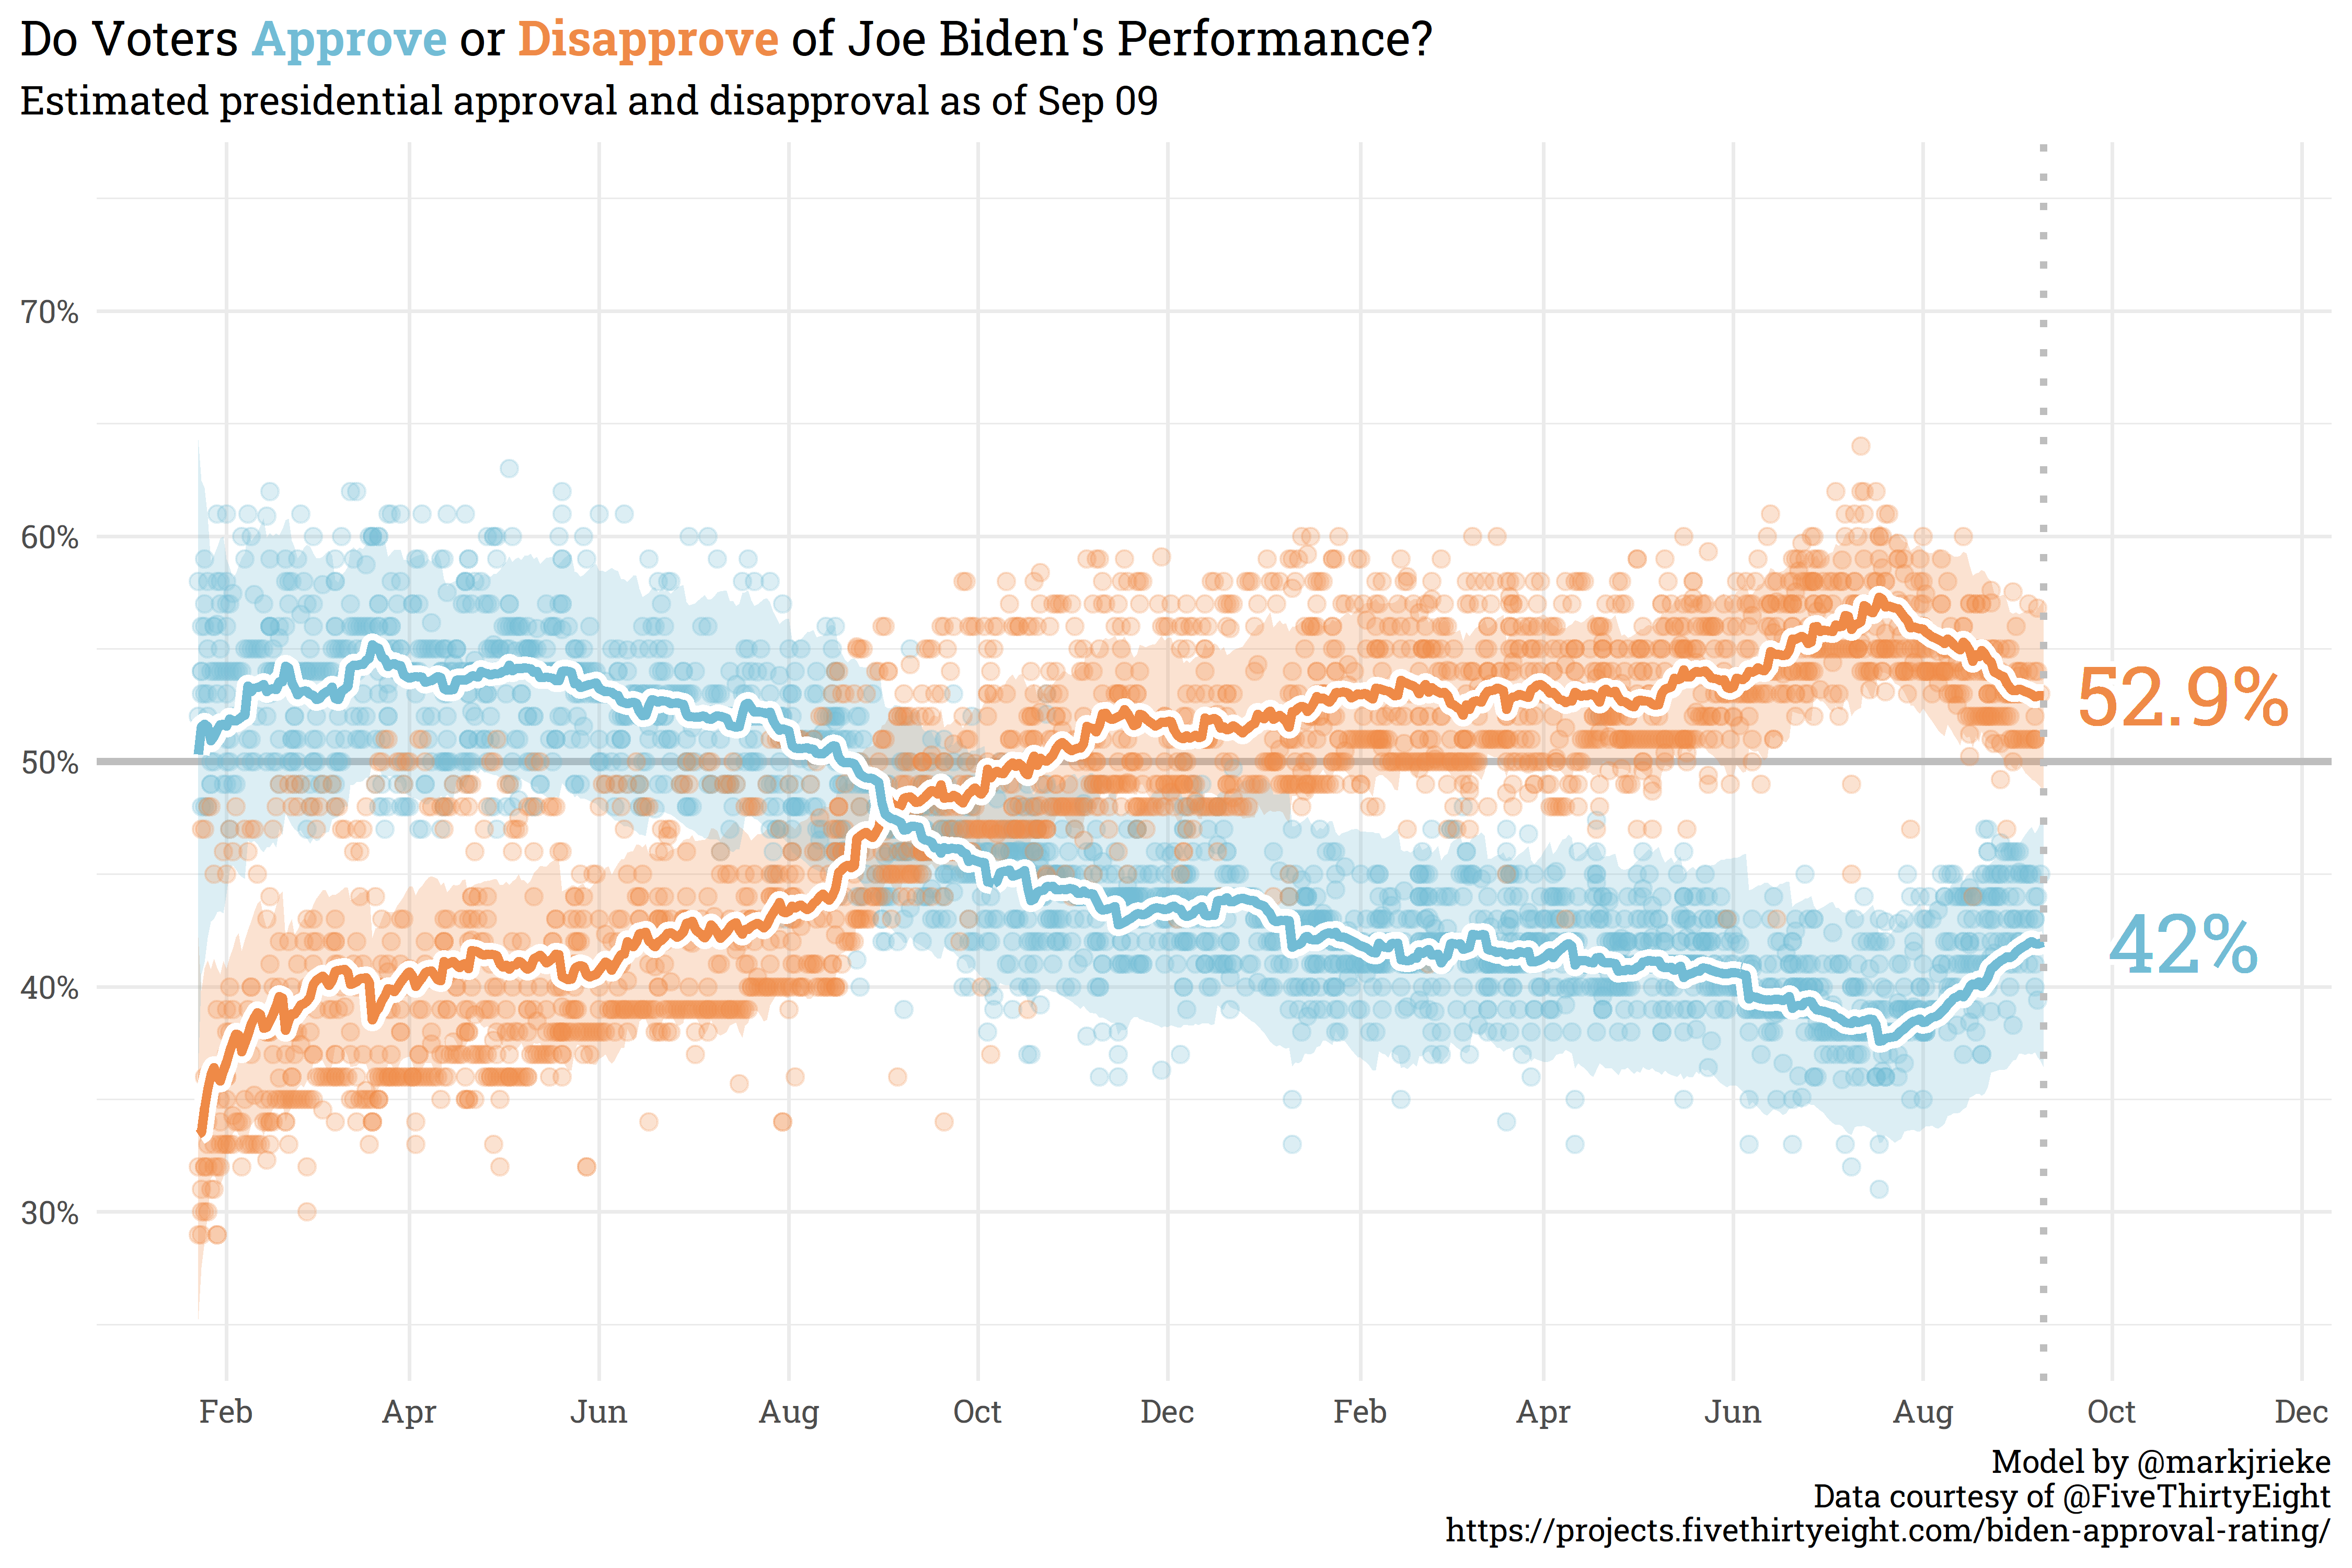 Do Voters Approve or Disapprove of Joe Biden's Performance?
Estimated presidential approval and disapproval as of Sep 09
70%
60%
50%
40%
30%
52.9%
42%
Feb Apr Jun Aug Oct Dec Feb Apr Jun Aug Oct Dec
Model by @markjrieke
Data courtesy of @FiveThirtyEight
https://projects.fivethirtyeight.com/biden-approval-rating/